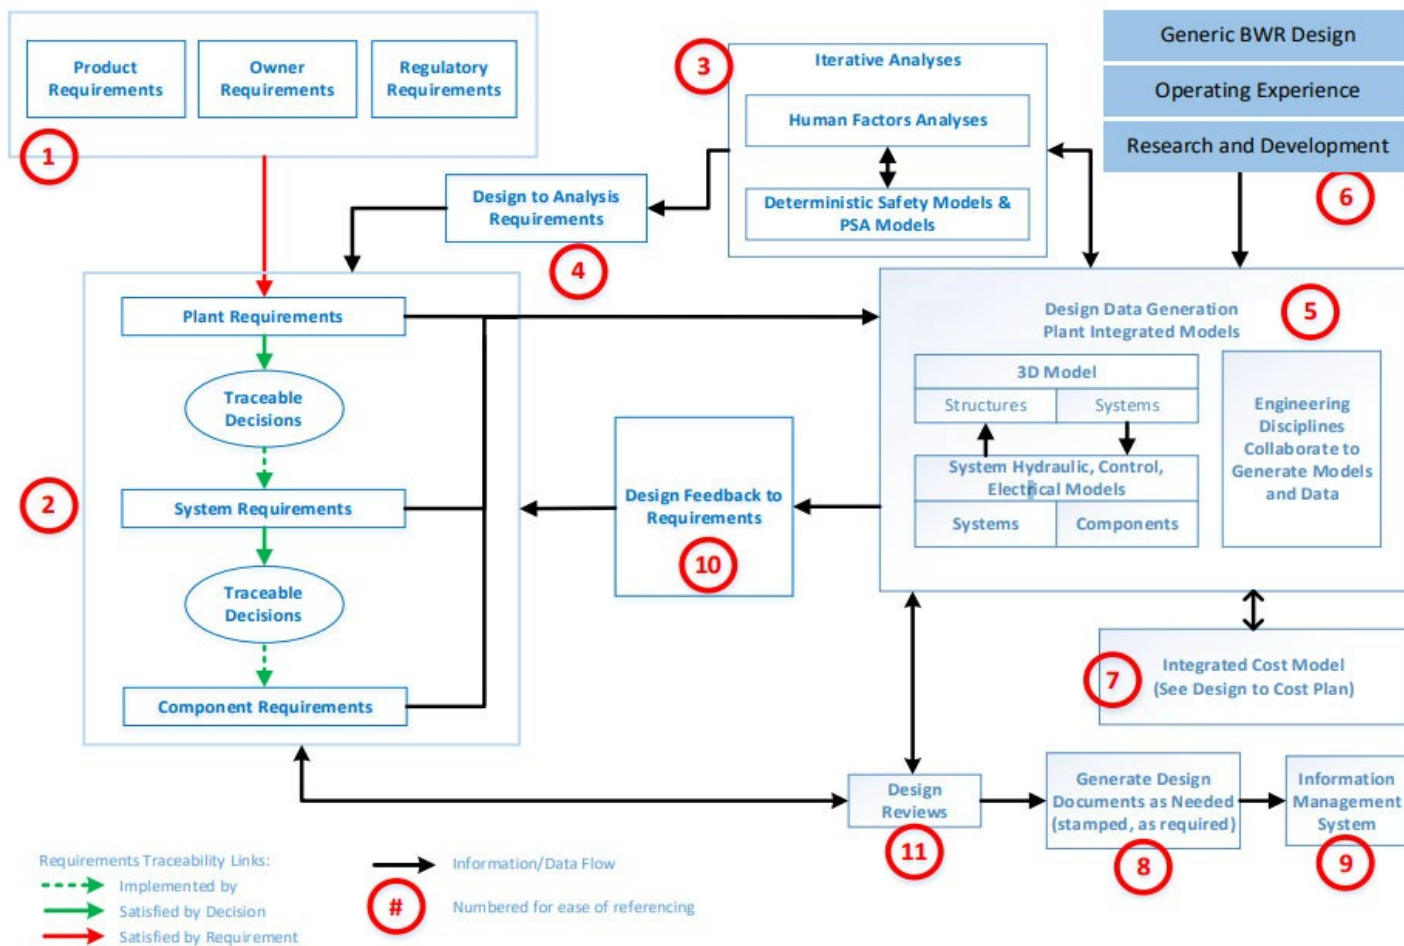 Product
Requirements
Owner
Requirements
Regulatory
Requirements
1
3
Iterative Analyses
Human Factors Analyses
Deterministic Safety Models &
PSA Models
Generic BWR Design
Operating Experience
Research and Development
6
Design to Analysis
Requirements
4
2
Plant Requirements
Traceable
Decisions
System Requirements
Traceable
Decisions
Component Requirements
Design Feedback to
Requirements
10
Design Data Generation
Plant Integrated Models
5
3D Model
Structures
Systems
System Hydraulic, Control,
Electrical Models
Systems
Components
Engineering
Disciplines
Collaborate to
Generate Models
and Data
7
Integrated Cost Model
(See Design to Cost Plan)
Design
Reviews
11
Generate Design
Documents as Needed
(stamped, as required)
8
Information
Management
System
9
Requirements Traceability Links:
Implemented by
Satisfied by Decision
Satisfied by Requirement
Information/Data Flow
#
Numbered for ease of referencing